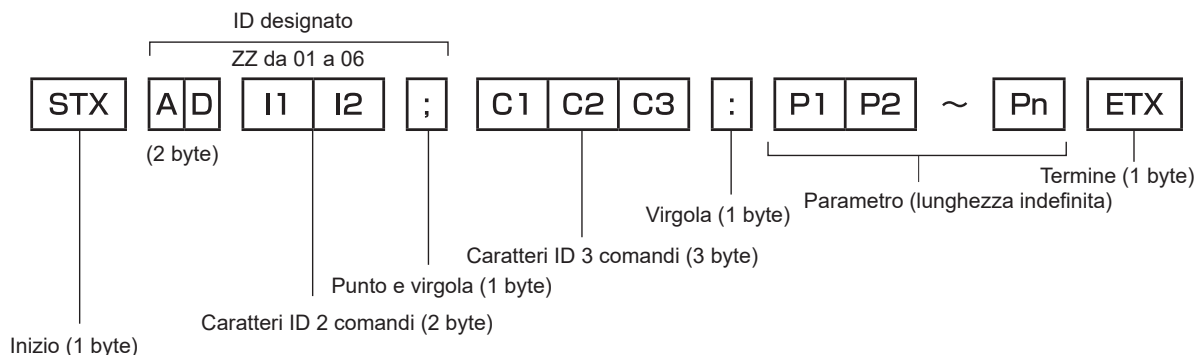 ID designato
ZZ da 01 a 06
STX A D I1 I2 ; C1 C2 C3 : P1 P2 ~ Pn ETX
(2 byte)
Termine (1 byte)
Parametro (lunghezza indefinita)
Virgola (1 byte)
Caratteri ID 3 comandi (3 byte)
Punto e virgola (1 byte)
Caratteri ID 2 comandi (2 byte)
Inizio (1 byte)